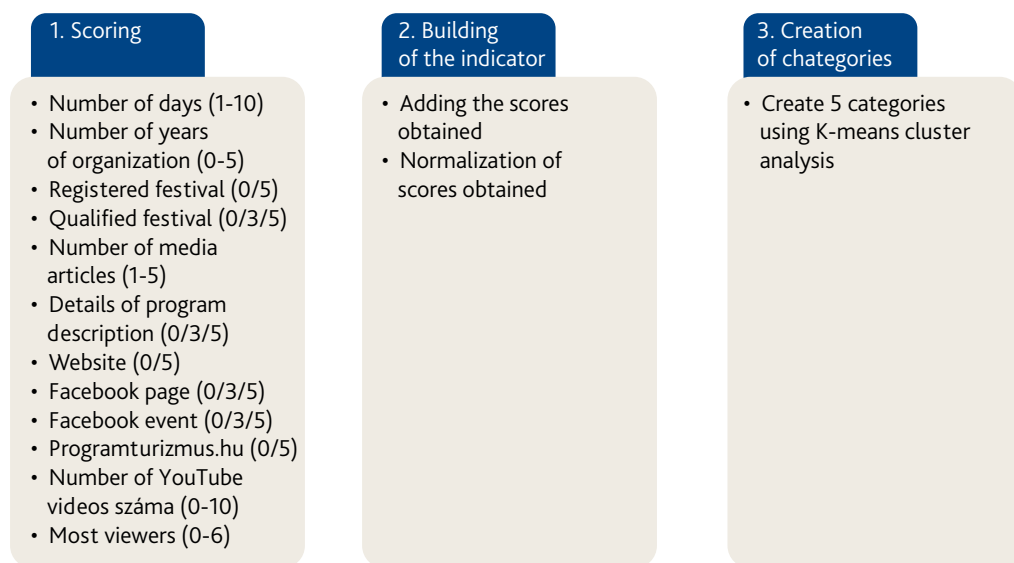 1. Scoring
• Number of days (1-10)
• Number of years
of organization (0-5)
• Registered festival (0/5)
• Qualified festival (0/3/5)
• Number of media
articles (1-5)
• Details of program
description (0/3/5)
• Website (0/5)
• Facebook page (0/3/5)
• Facebook event (0/3/5)
• Programturizmus.hu (0/5)
• Number of YouTube
videos száma (0-10)
• Most viewers (0-6)
2. Building
of the indicator
• Adding the scores
obtained
• Normalization of
scores obtained
3. Creation
of chategories
• Create 5 categories
using K-means cluster
analysis